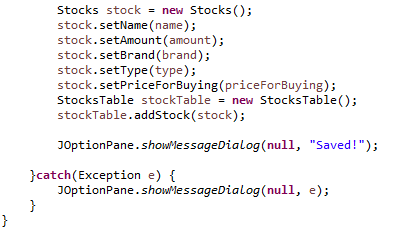 Stocks stock = new Stocks();
stock.setName(name);
stock.setAmount(amount);
stock.setBrand(brand);
stock.setType(type);
stock.setPriceForBuying(priceForBuying);
StocksTable stockTable = new StocksTable();
stockTable.addStock(stock);
JOptionPane.showMessageDialog(null, "Saved!");
}catch(Exception e) {
JOptionPane.showMessageDialog(null, e);
}
}